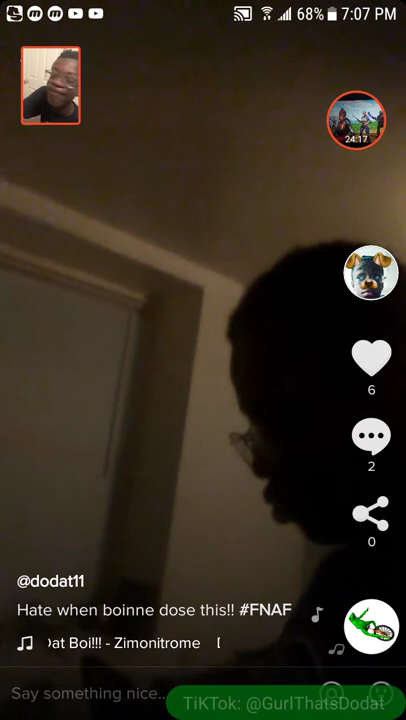 68% 7:07 PM
24:17
6
2
0
@dodat11
Hate when boinne dose this!! #FNAF
at Boi!!! - Zimonitrome
Say something nice..
TiKTok: @GurlThatsDodat